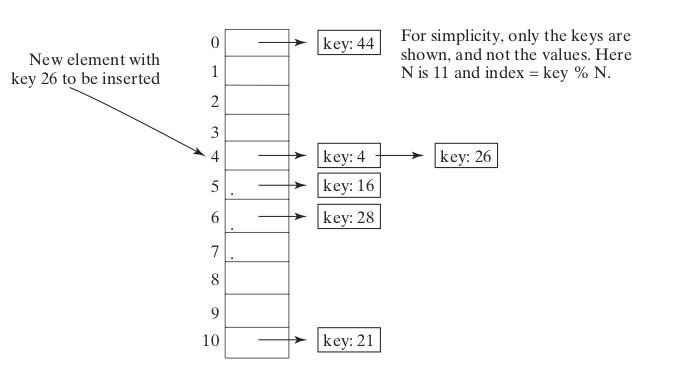 New element with
key 26 to be inserted
For simplicity, only the keys are
shown, and not the values. Here
N is 11 and index = key % N.
0
key: 44
1
2
3
4
key: 4
key: 26
5
key: 16
6
key: 28
7
8
9
10
key: 21